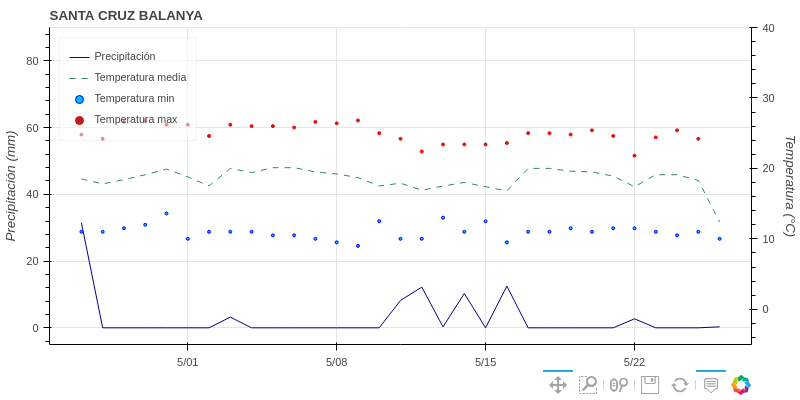 SANTA CRUZ BALANYA
Precipitación
Temperatura media
Temperatura min
Temperatura max
Precipitación (mm)
80
60
40
20
0
Temperatura (°C)
40
30
20
10
0
5/01
5/08
5/15
5/22